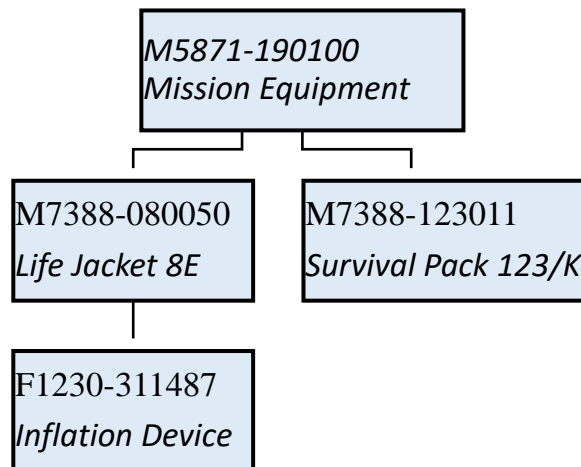 M5871-190100
Mission Equipment
M7388-080050
Life Jacket 8E
M7388-123011
Survival Pack 123/K
F1230-311487
Inflation Device